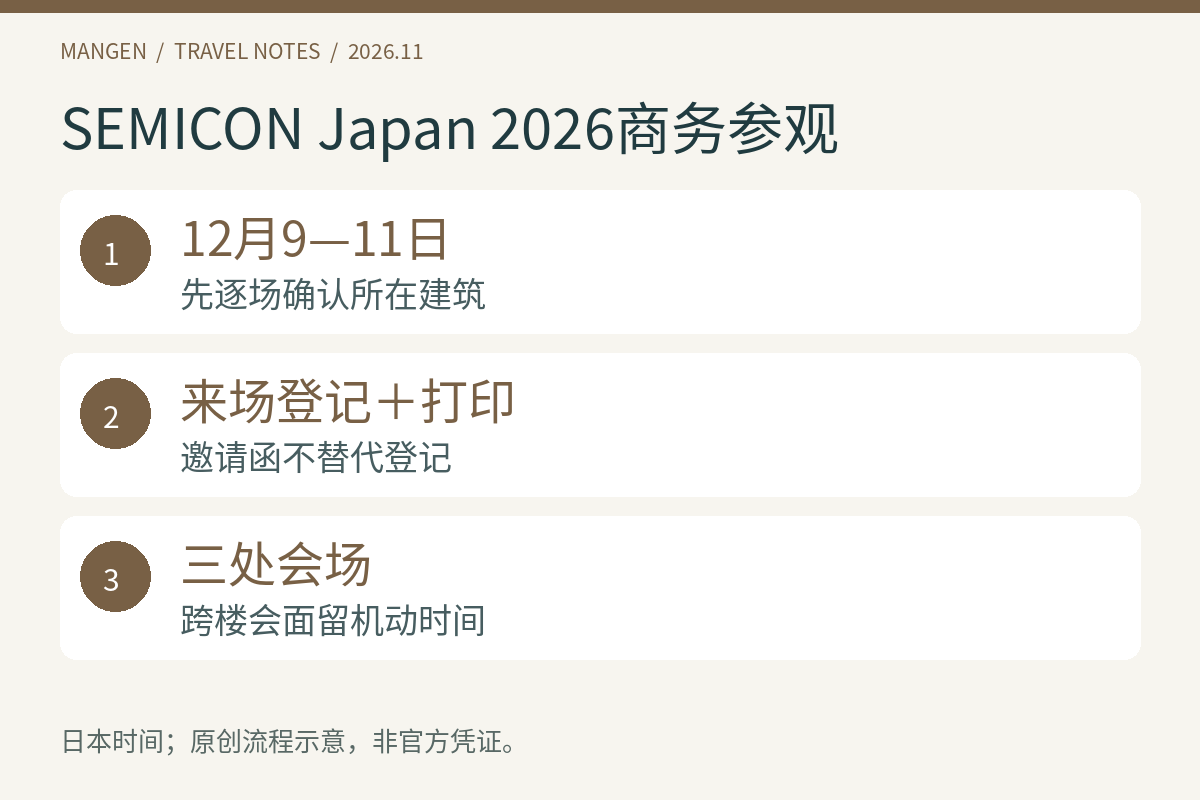 MANGEN / TRAVEL NOTES / 2026.11
SEMICON Japan 2026商务参观
1
12月9—11日
先逐场确认所在建筑
2
来场登记＋打印
邀请函不替代登记
3
三处会场
跨楼会面留机动时间
日本时间；原创流程示意，非官方凭证。